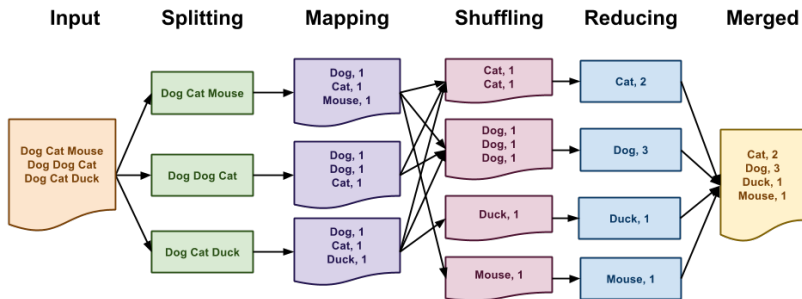 Input
Splitting
Mapping
Shuffling
Reducing
Merged
Dog Cat Mouse
Dog Dog Cat
Dog Cat Duck
Dog Cat Mouse
Dog Dog Cat
Dog Cat Duck
Dog, 1
Cat, 1
Mouse, 1
Dog, 1
Dog, 1
Cat, 1
Dog, 1
Cat, 1
Duck, 1
Cat, 1
Cat, 1
Dog, 1
Dog, 1
Dog, 1
Duck, 1
Mouse, 1
Cat, 2
Dog, 3
Duck, 1
Mouse, 1
Cat, 2
Dog, 3
Duck, 1
Mouse, 1